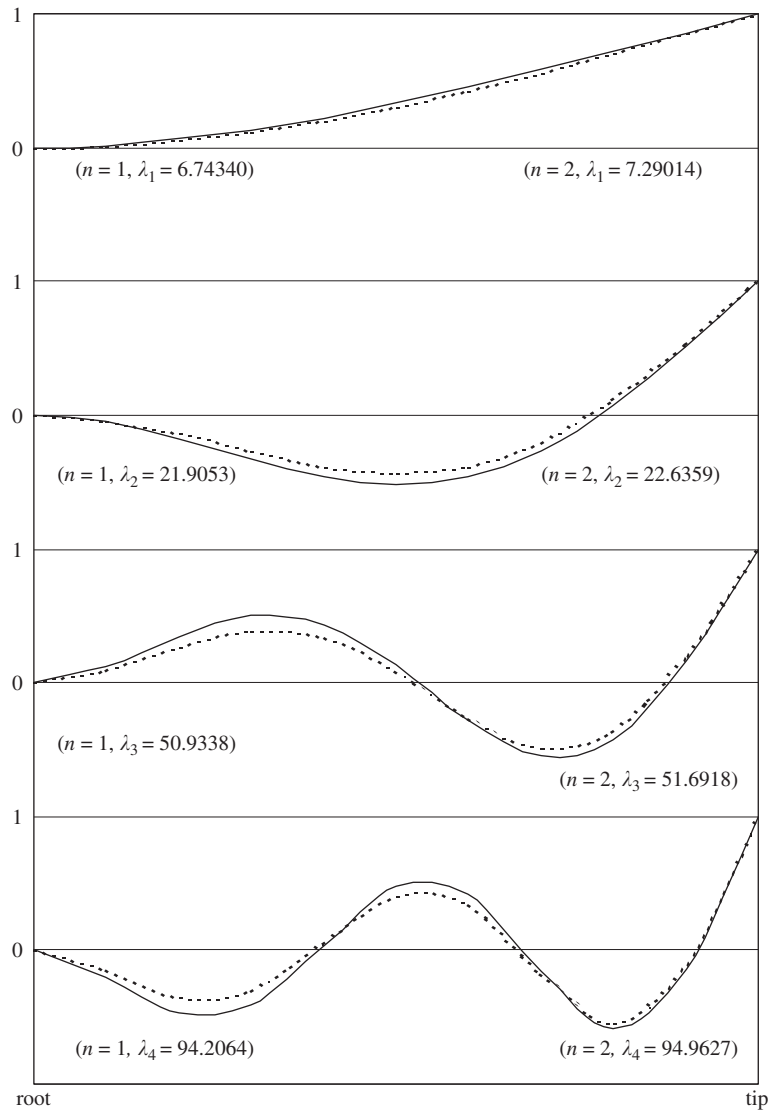 1
0
(n = 1, λ1 = 6.74340) (n = 2, λ1 = 7.29014)
1
0
(n = 1, λ2 = 21.9053) (n = 2, λ2 = 22.6359)
1
0
(n = 1, λ3 = 50.9338)
(n = 2, λ3 = 51.6918)
1
0
(n = 1, λ4 = 94.2064) (n = 2, λ4 = 94.9627)
root tip